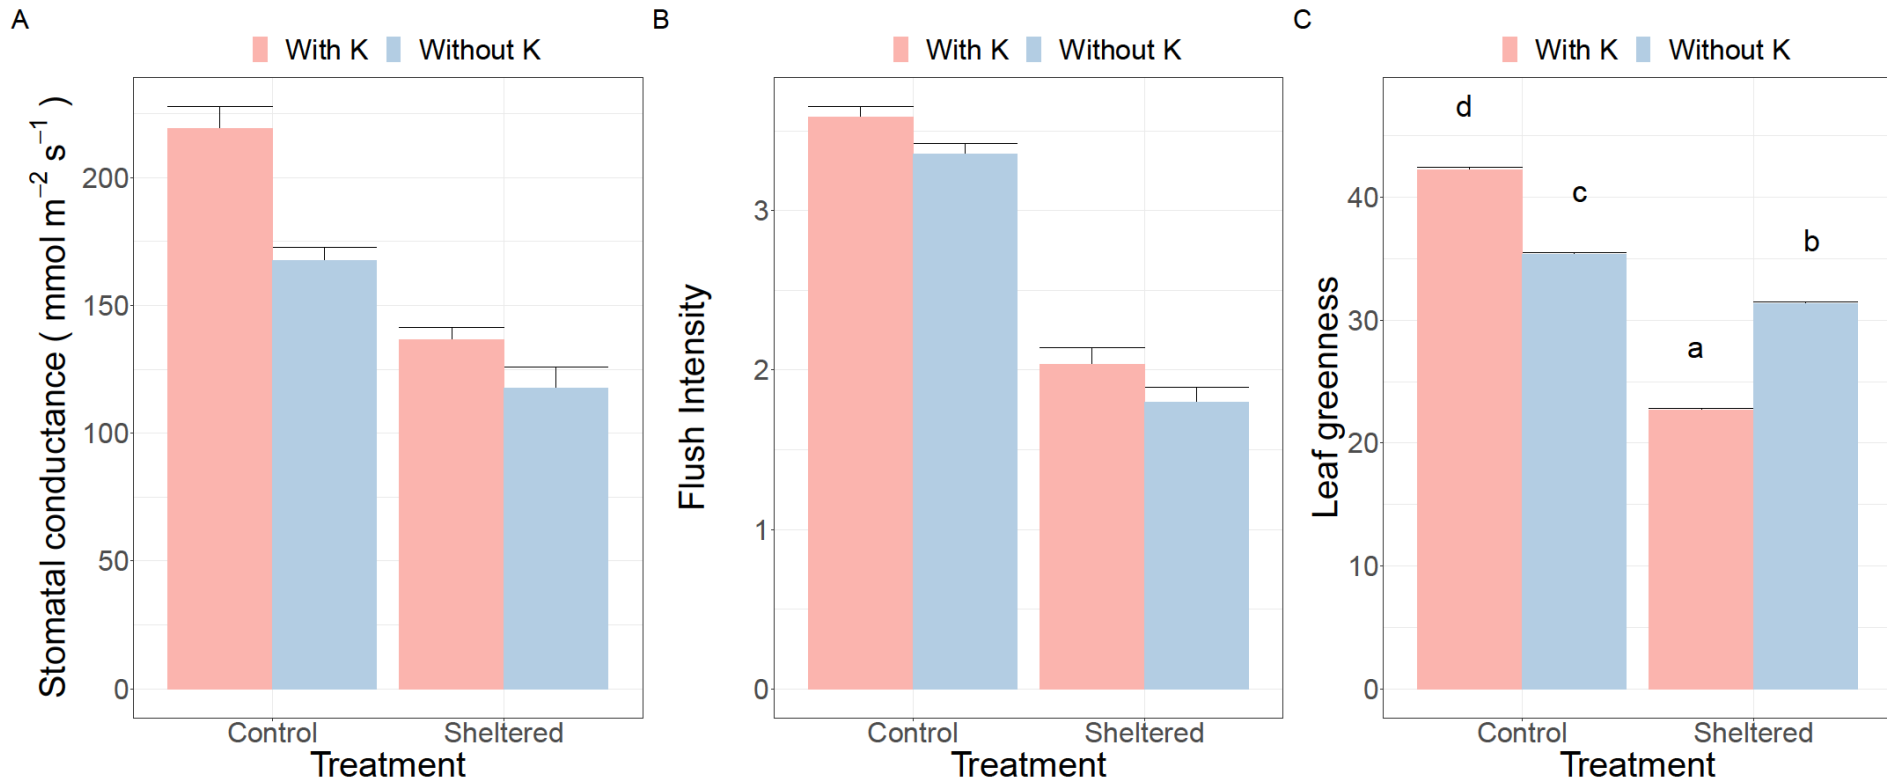 A
With K Without K
Stomatal conductance ( mmol m⁻² s⁻¹ )
200
150
100
50
0
Control Sheltered
Treatment
B
With K Without K
Flush Intensity
3
2
1
0
Control Sheltered
Treatment
C
With K Without K
Leaf greenness
40
30
20
10
0
d
c
b
a
Control Sheltered
Treatment